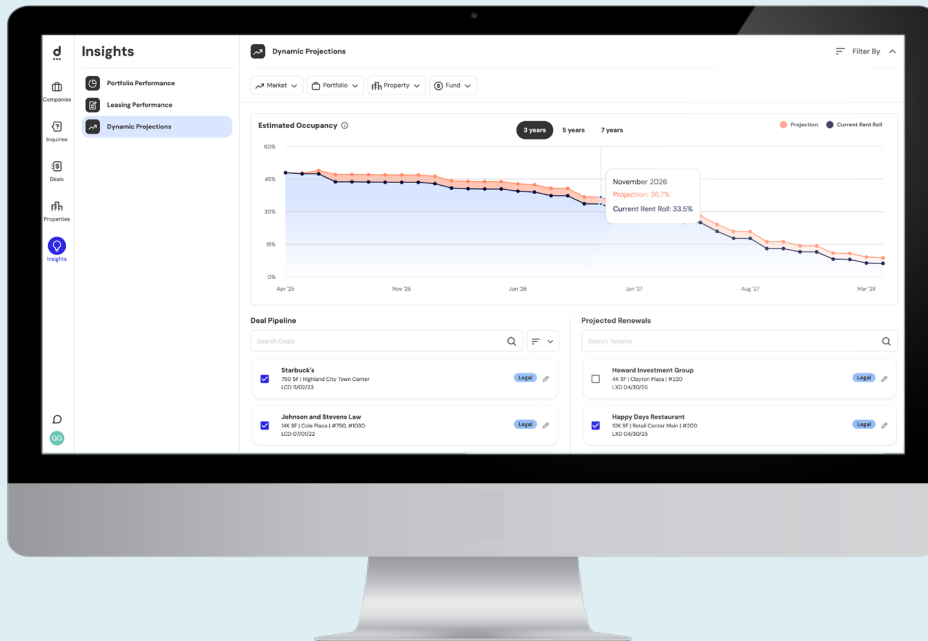 d
Insights
Companies
Inquiries
Deals
Properties
Insights
GG
Portfolio Performance
Leasing Performance
Dynamic Projections
Dynamic Projections
Filter By
Market
Portfolio
Property
Fund
Estimated Occupancy
3 years
5 years
7 years
Projection
Current Rent Roll
60%
45%
30%
15%
0%
November 2026
Projection: 36.7%
Current Rent Roll: 33.5%
Apr '25
Nov '25
Jun '26
Jan '27
Aug '27
Mar '28
Deal Pipeline
Search Deals
Starbuck's
750 SF | Highland City Town Center
LCD 11/02/23
Legal
Johnson and Stevens Law
14K SF | Cole Place | #750, #1030
LCD 07/01/22
Legal
Projected Renewals
Search Tenants
Howard Investment Group
4K SF | Clayton Plaza | #220
LXD 04/30/25
Legal
Happy Days Restaurant
10K SF | Retail Center Main | #200
LXD 04/30/25
Legal